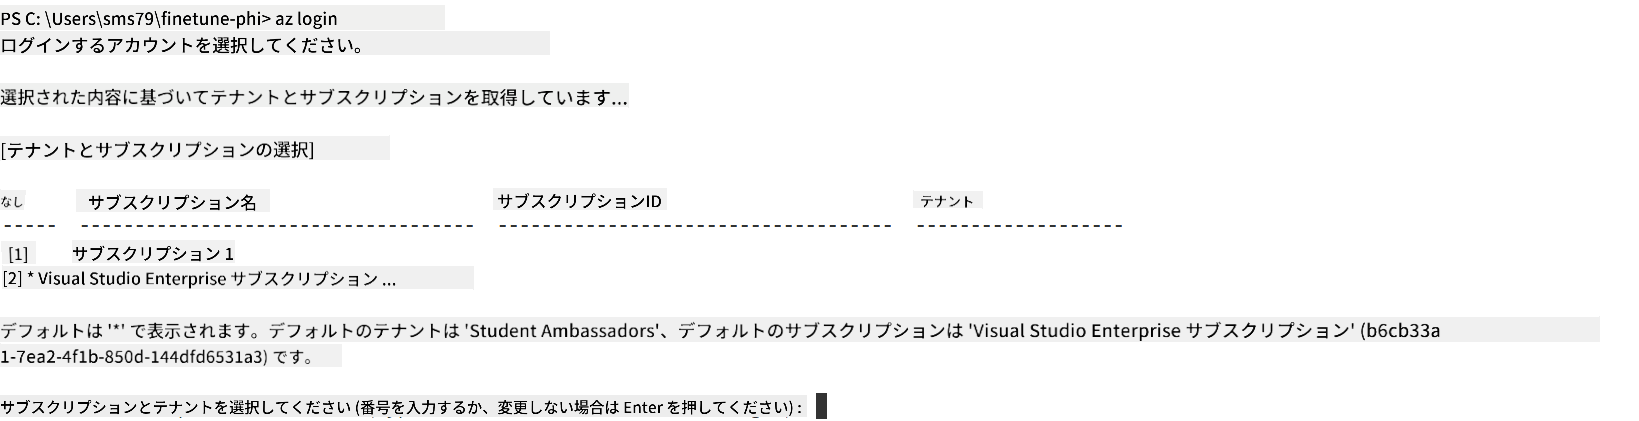 PS C: \Users\sms79\finetune-phi> az login
ログインするアカウントを選択してください。
選択された内容に基づいてテナントとサブスクリプションを取得しています...
[テナントとサブスクリプションの選択]
なし サブスクリプション名 サブスクリプションID テナント
----- ------------------------------------ ------------------------------------ -------------------
[1] サブスクリプション 1
[2] * Visual Studio Enterprise サブスクリプション ...
デフォルトは '*' で表示されます。デフォルトのテナントは 'Student Ambassadors'、デフォルトのサブスクリプションは 'Visual Studio Enterprise サブスクリプション' (b6cb33a
1-7ea2-4f1b-850d-144dfd6531a3) です。
サブスクリプションとテナントを選択してください (番号を入力するか、変更しない場合は Enter を押してください) :